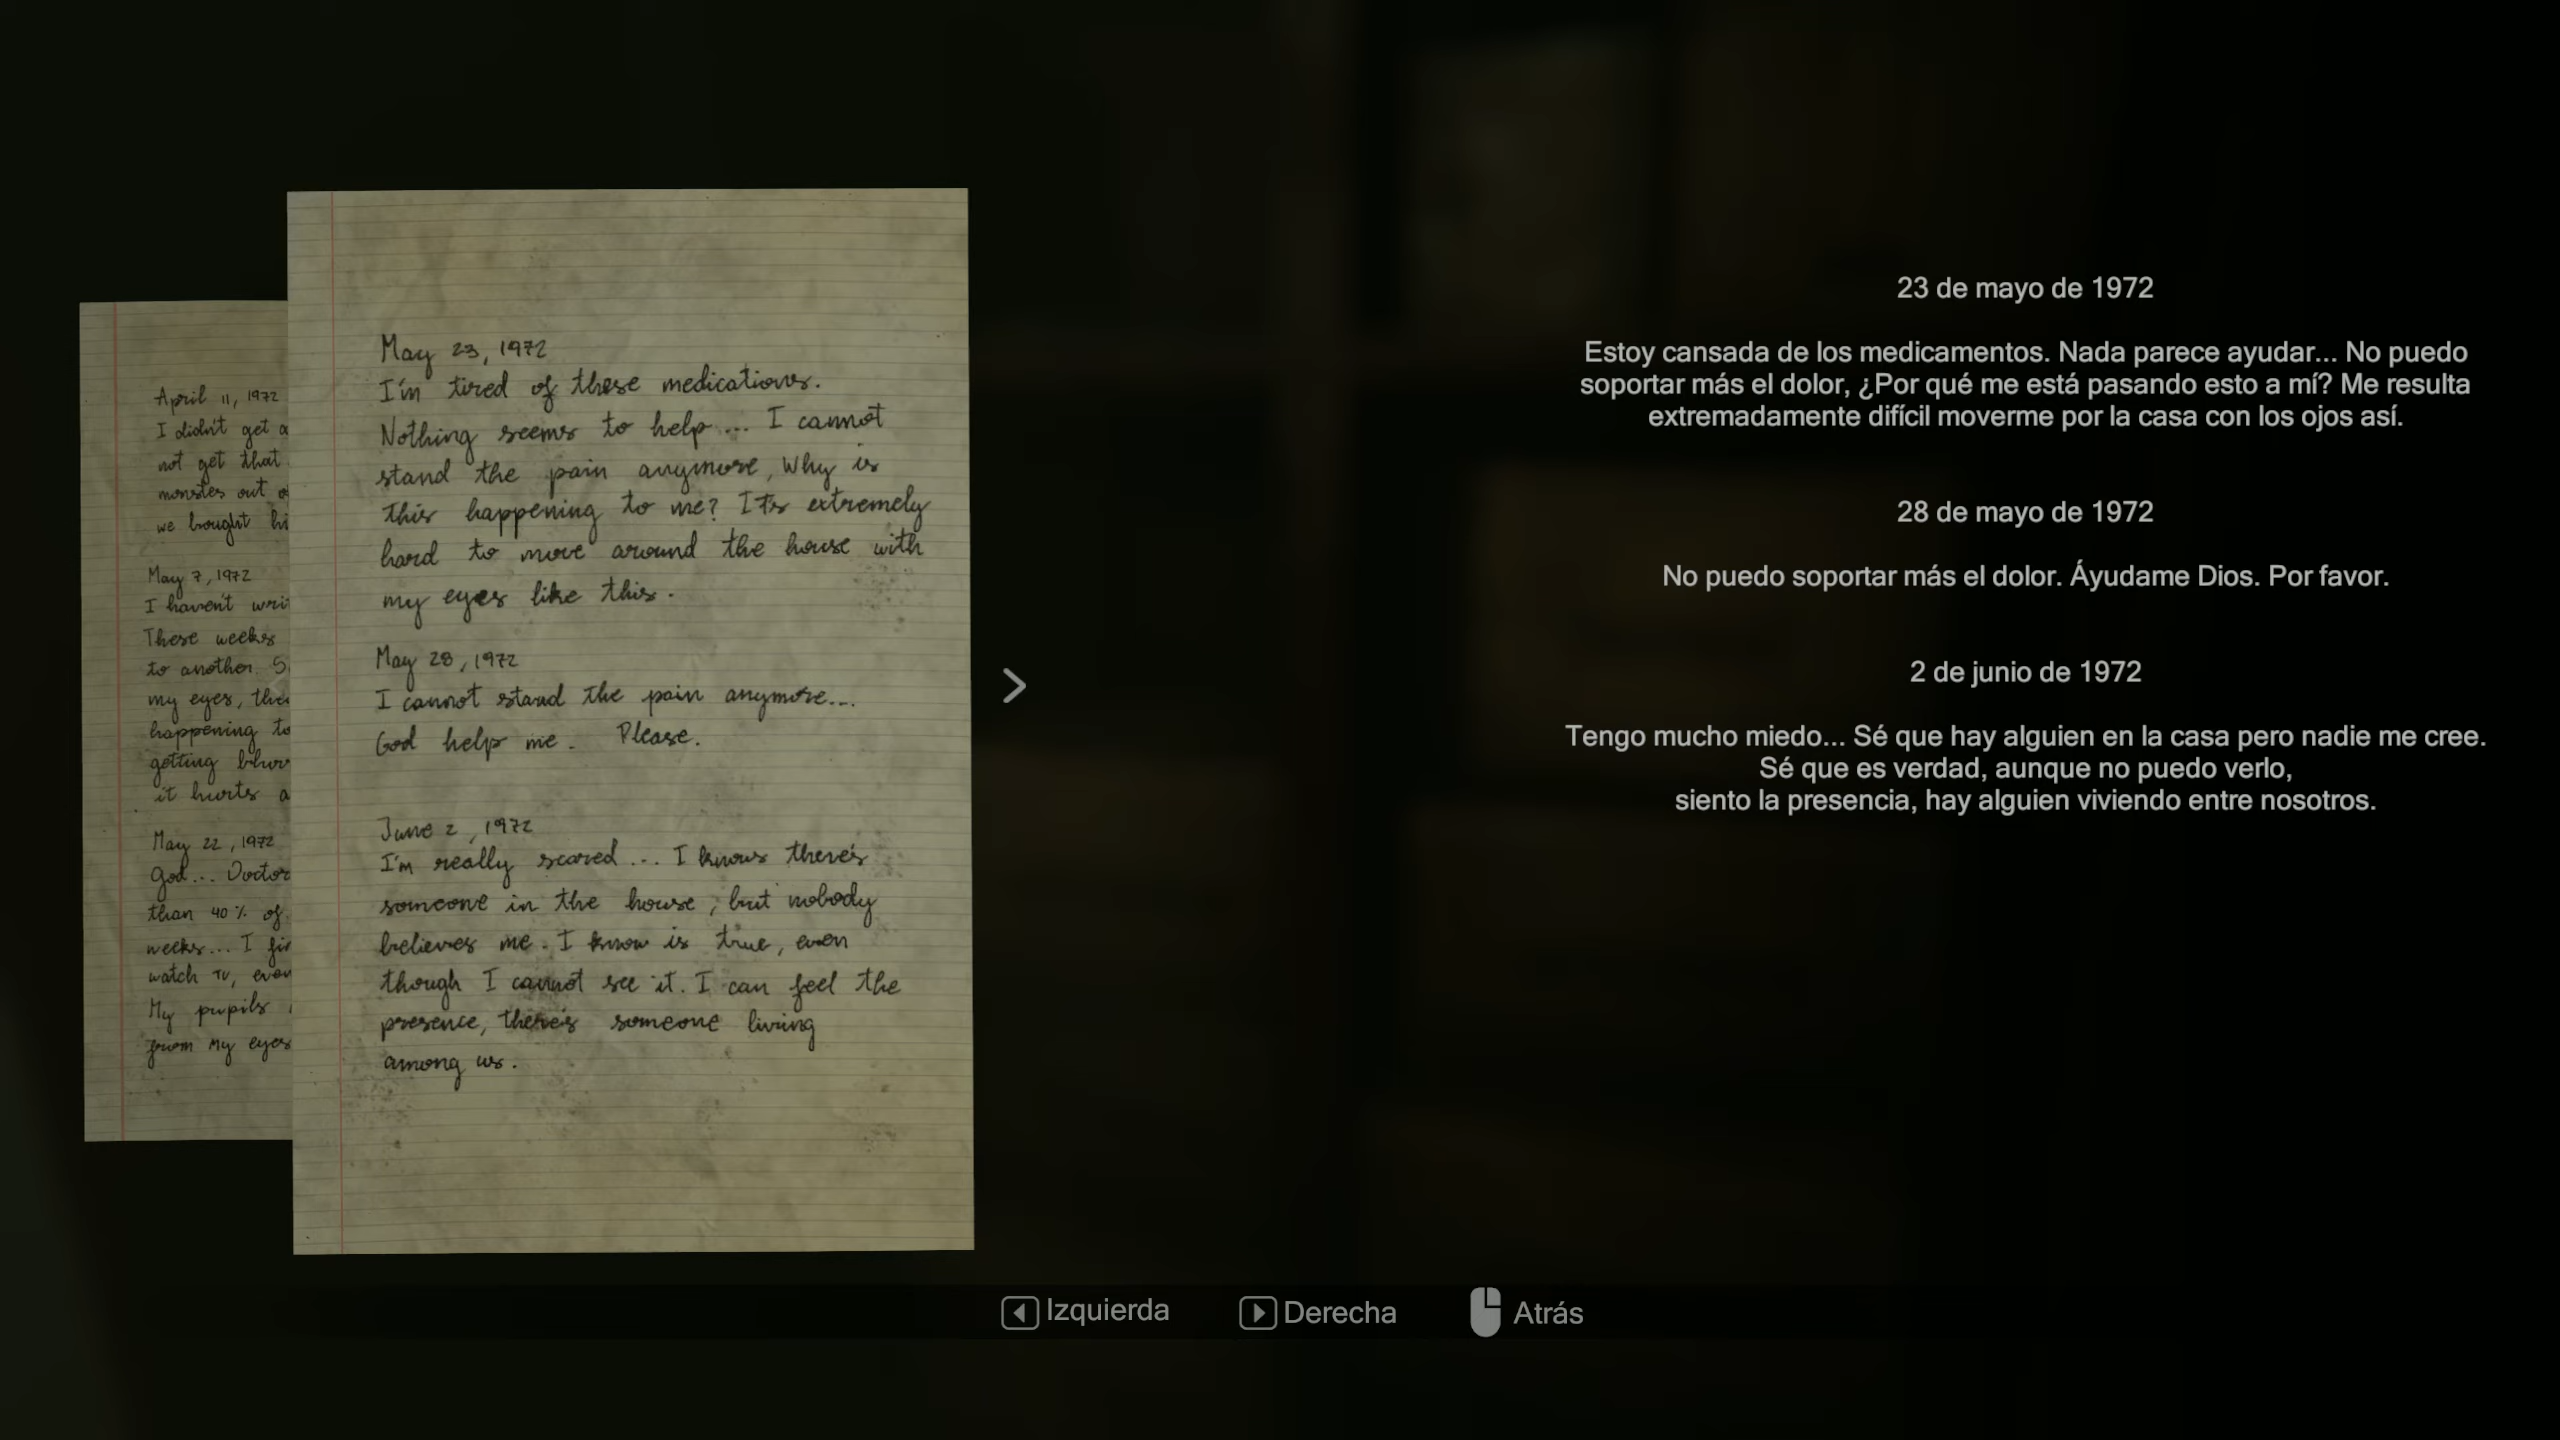 April 11, 1972
I didn't get a
not get that
monstes out o
we brought hi
May 7, 1972
I haven't wri
These weeks
to another. S
my eyes, the
happening to
getting blurr
it hurts a
May 22, 1972
God... Doctor
than 40% of
weeks... I fin
watch TV, even
My pupils
from my eyes
May 23, 1972
I'm tired of these medications.
Nothing seems to help... I cannot
stand the pain anymore, Why is
this happening to me? It's extremely
hard to move around the house with
my eyes like this.
May 28, 1972
I cannot stand the pain anymore...
God help me. Please.
June 2, 1972
I'm really scared... I know there's
someone in the house, but nobody
believes me. I know is true, even
though I cannot see it. I can feel the
presence, there's someone living
among us.
23 de mayo de 1972
Estoy cansada de los medicamentos. Nada parece ayudar... No puedo
soportar más el dolor, ¿Por qué me está pasando esto a mí? Me resulta
extremadamente difícil moverme por la casa con los ojos así.
28 de mayo de 1972
No puedo soportar más el dolor. Áyudame Dios. Por favor.
2 de junio de 1972
Tengo mucho miedo... Sé que hay alguien en la casa pero nadie me cree.
Sé que es verdad, aunque no puedo verlo,
siento la presencia, hay alguien viviendo entre nosotros.
Izquierda Derecha Atrás